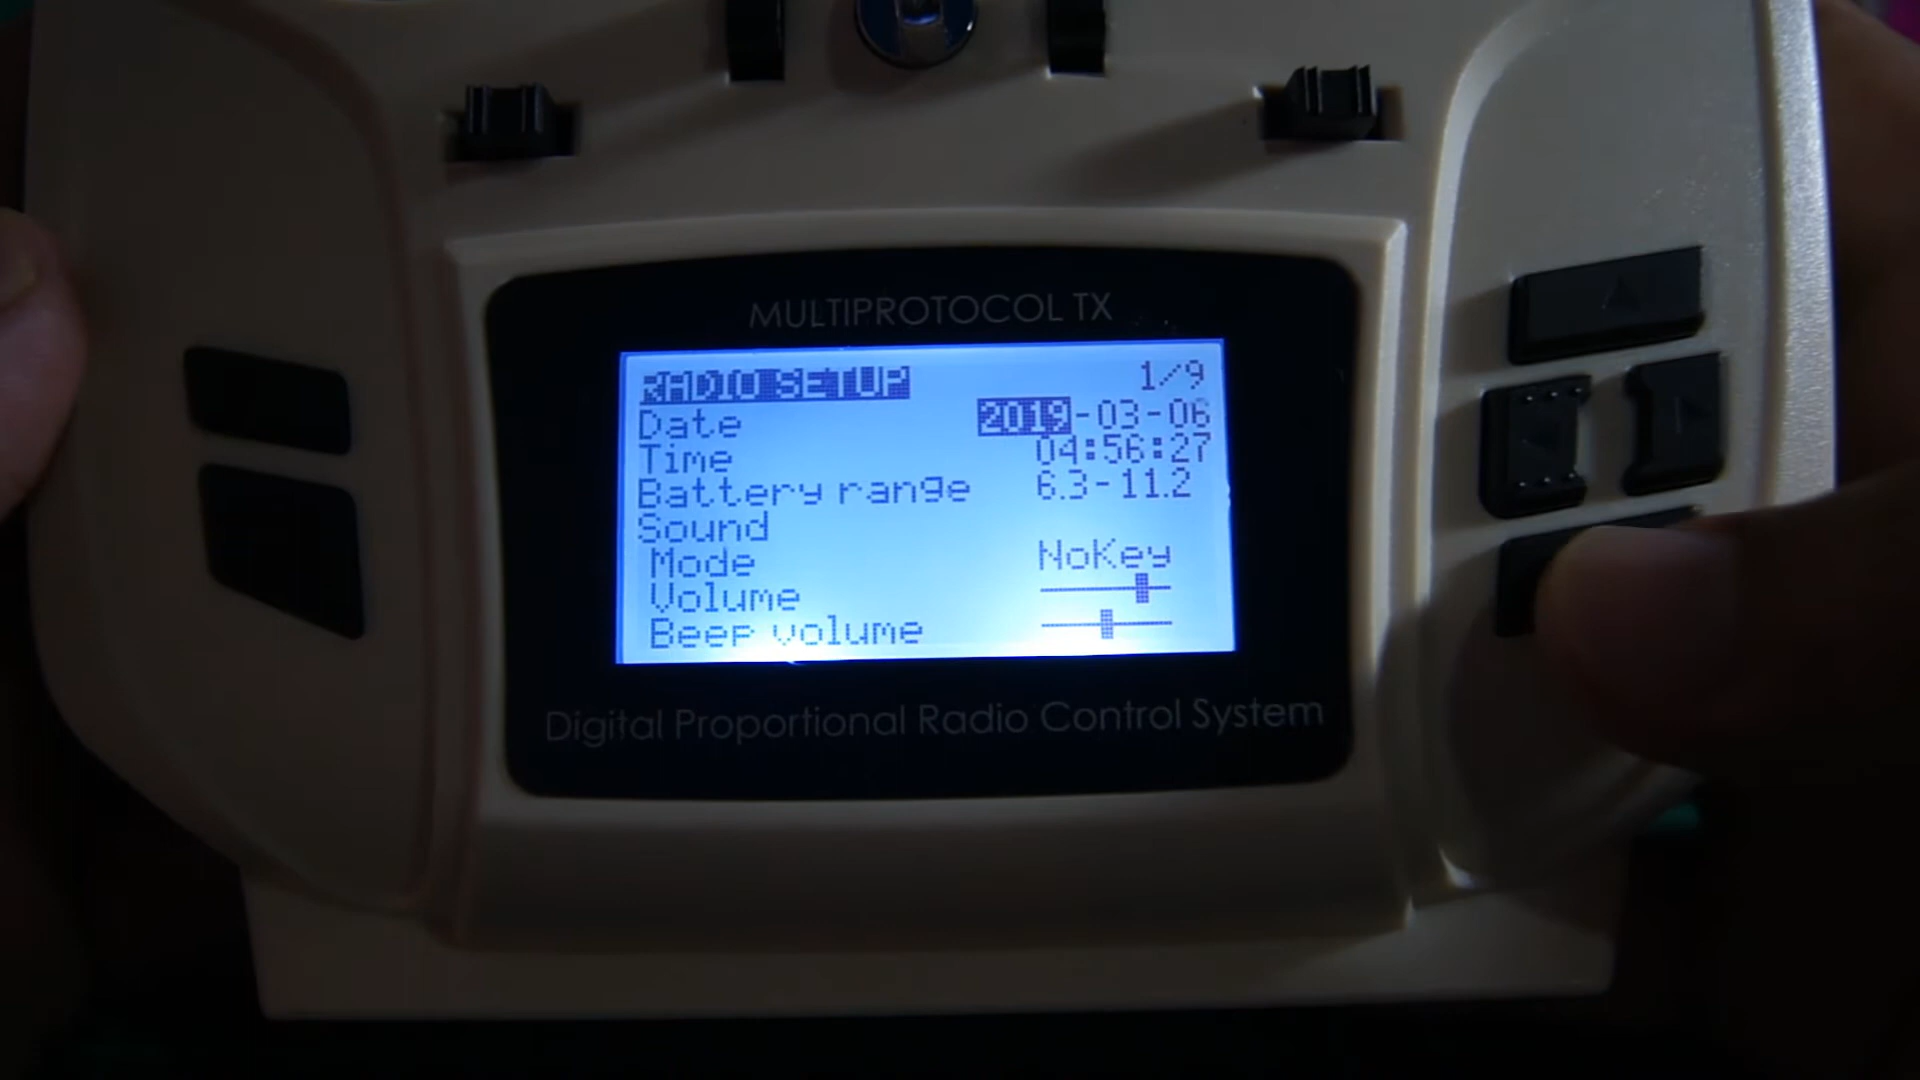 MULTIPROTOCOL TX
RADIO SETUP 1/9
Date 2019-03-06
Time 04:56:27
Battery range 6.3-11.2
Sound
Mode NoKey
Volume
Beep volume
Digital Proportional Radio Control System